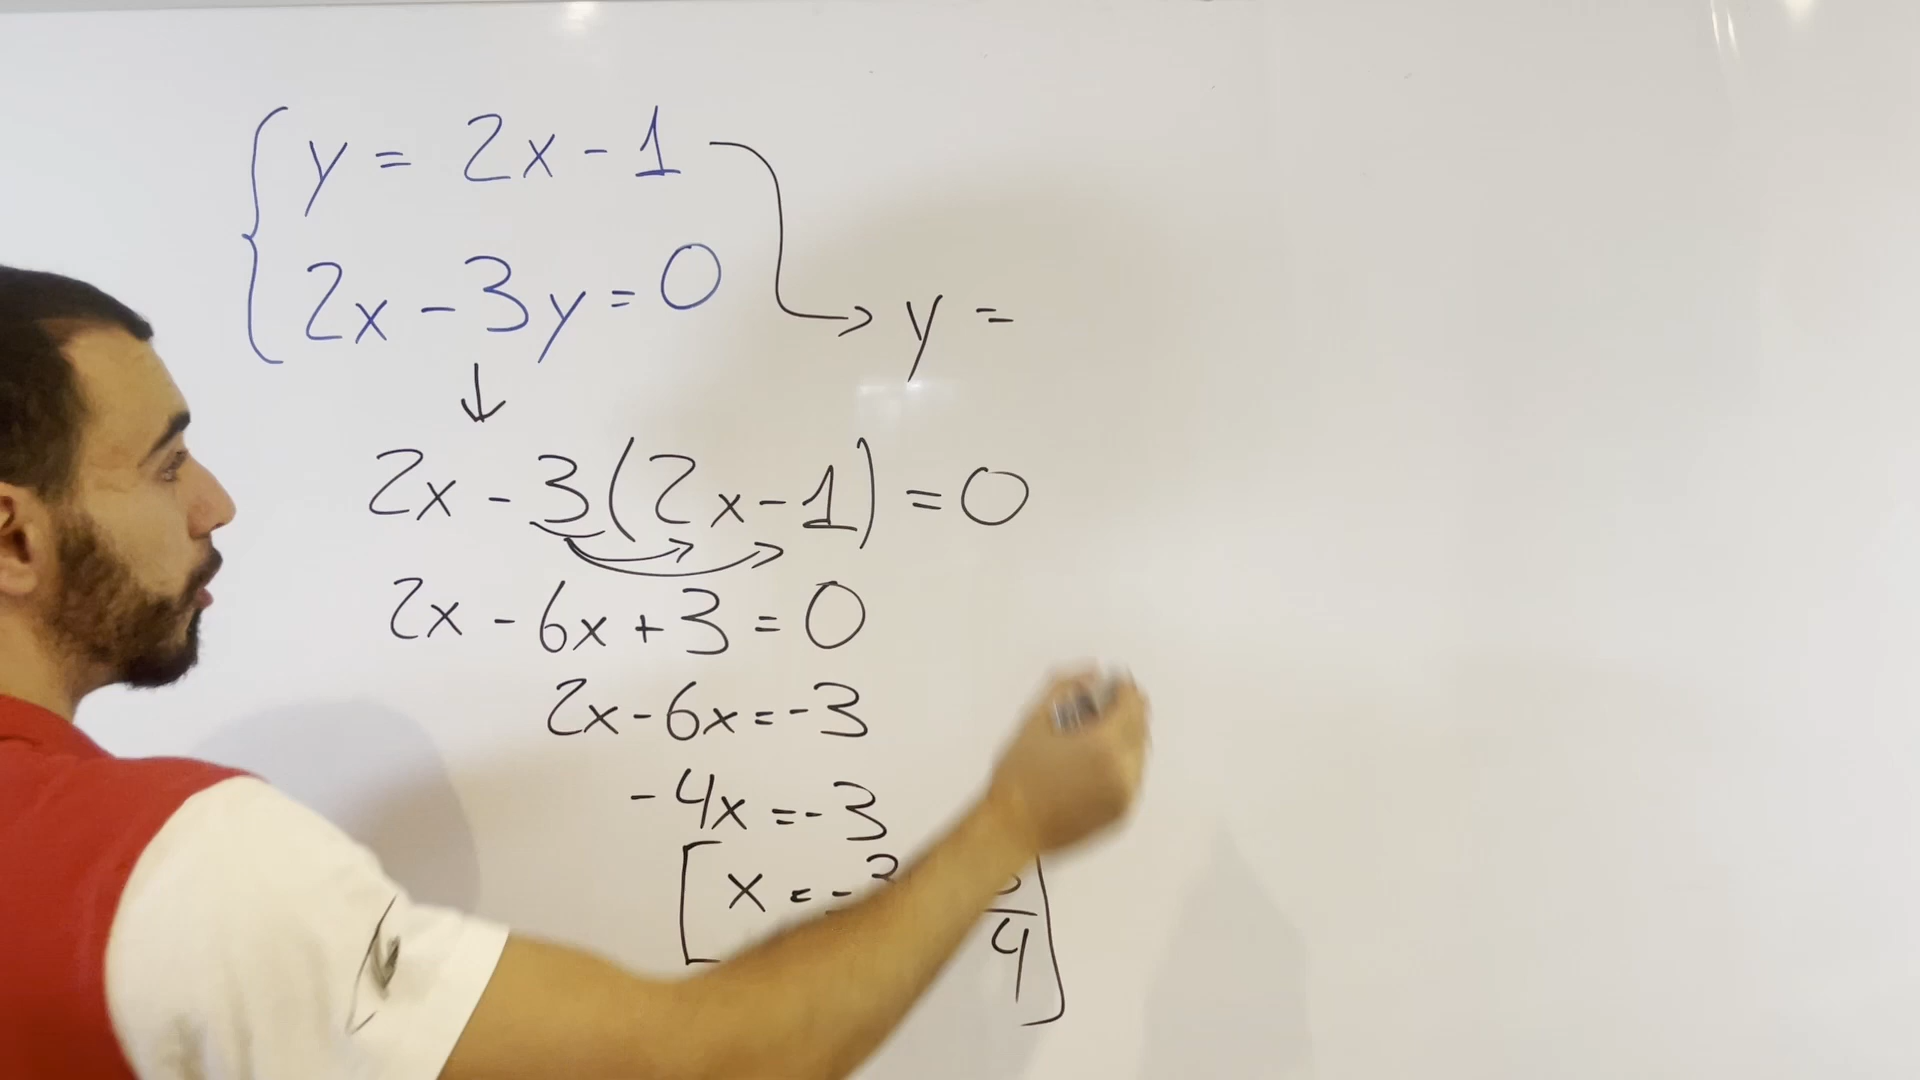 y = 2x - 1
2x - 3y = 0
y =
2x - 3(2x - 1) = 0
2x - 6x + 3 = 0
2x - 6x = -3
-4x = -3
x = -3
4